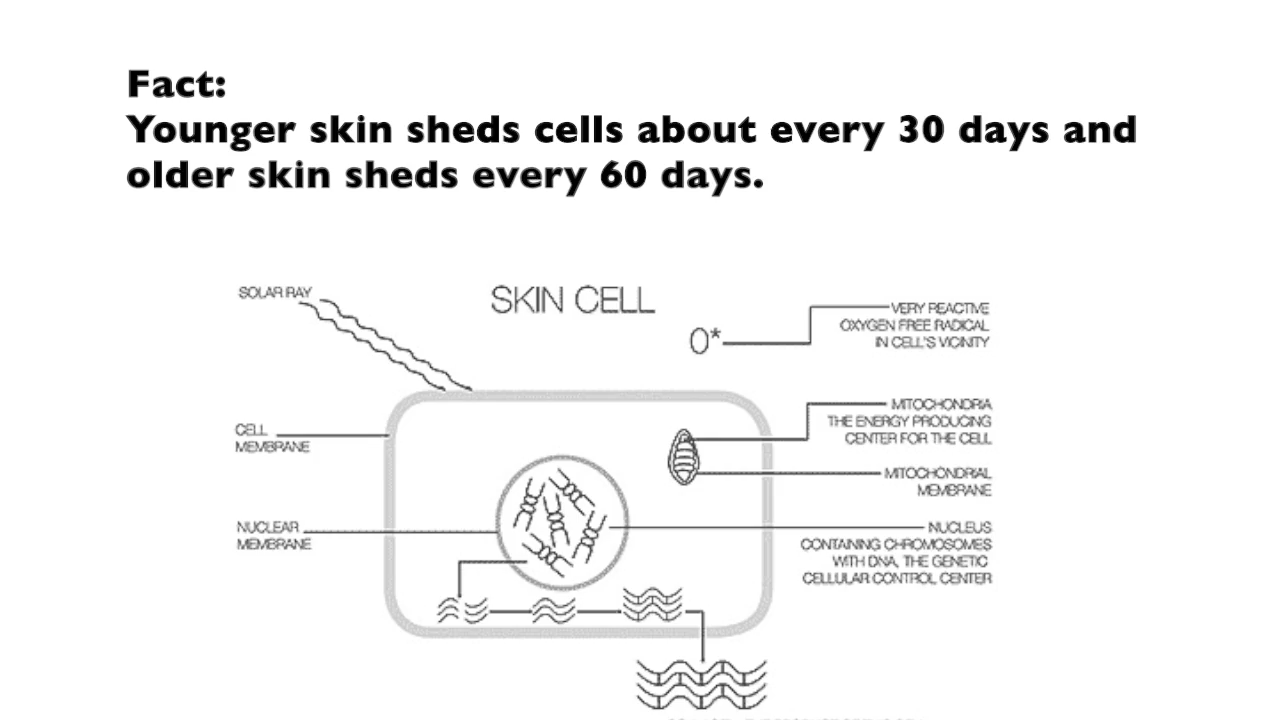 Fact:
Younger skin sheds cells about every 30 days and
older skin sheds every 60 days.
SOLAR RAY
SKIN CELL
O*
VERY REACTIVE
OXYGEN FREE RADICAL
IN CELL'S VICINITY
CELL
MEMBRANE
MITOCHONDRIA
THE ENERGY PRODUCING
CENTER FOR THE CELL
MITOCHONDRIAL
MEMBRANE
NUCLEAR
MEMBRANE
NUCLEUS
CONTAINING CHROMOSOMES
WITH DNA, THE GENETIC
CELLULAR CONTROL CENTER